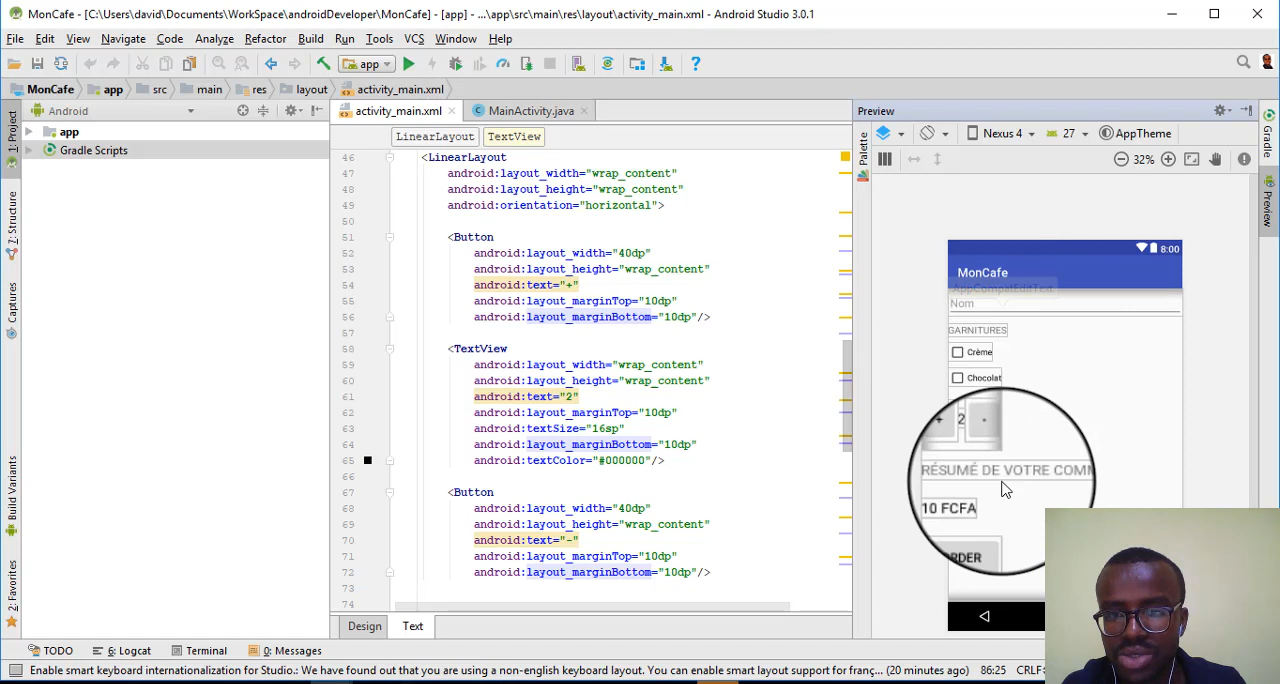 MonCafe - [C:\Users\david\Documents\WorkSpace\androidDeveloper\MonCafe] - [app] - ...\app\src\main\res\layout\activity_main.xml - Android Studio 3.0.1
File Edit View Navigate Code Analyze Refactor Build Run Tools VCS Window Help
app
MonCafe app src main res layout activity_main.xml
1: Project
7: Structure
Captures
Build Variants
2: Favorites
Android
app
Gradle Scripts
activity_main.xml MainActivity.java
LinearLayout TextView
46 <LinearLayout
47 android:layout_width="wrap_content"
48 android:layout_height="wrap_content"
49 android:orientation="horizontal">
50
51 <Button
52 android:layout_width="40dp"
53 android:layout_height="wrap_content"
54 android:text="+"
55 android:layout_marginTop="10dp"
56 android:layout_marginBottom="10dp"/>
57
58 <TextView
59 android:layout_width="wrap_content"
60 android:layout_height="wrap_content"
61 android:text="2"
62 android:layout_marginTop="10dp"
63 android:textSize="16sp"
64 android:layout_marginBottom="10dp"
65 android:textColor="#000000"/>
66
67 <Button
68 android:layout_width="40dp"
69 android:layout_height="wrap_content"
70 android:text="-"
71 android:layout_marginTop="10dp"
72 android:layout_marginBottom="10dp"/>
73
74
Design Text
Preview
Palette
Nexus 4 27 AppTheme
32%
8:00
MonCafe
AppCompatEditText
Nom
GARNITURES
Crème
Chocolat
+ 2 -
RÉSUMÉ DE VOTRE COMM
10 FCFA
RDER
Gradle
Preview
TODO 6: Logcat Terminal 0: Messages
Enable smart keyboard internationalization for Studio.: We have found out that you are using a non-english keyboard layout. You can enable smart layout support for franç... (20 minutes ago) 86:25 CRLF